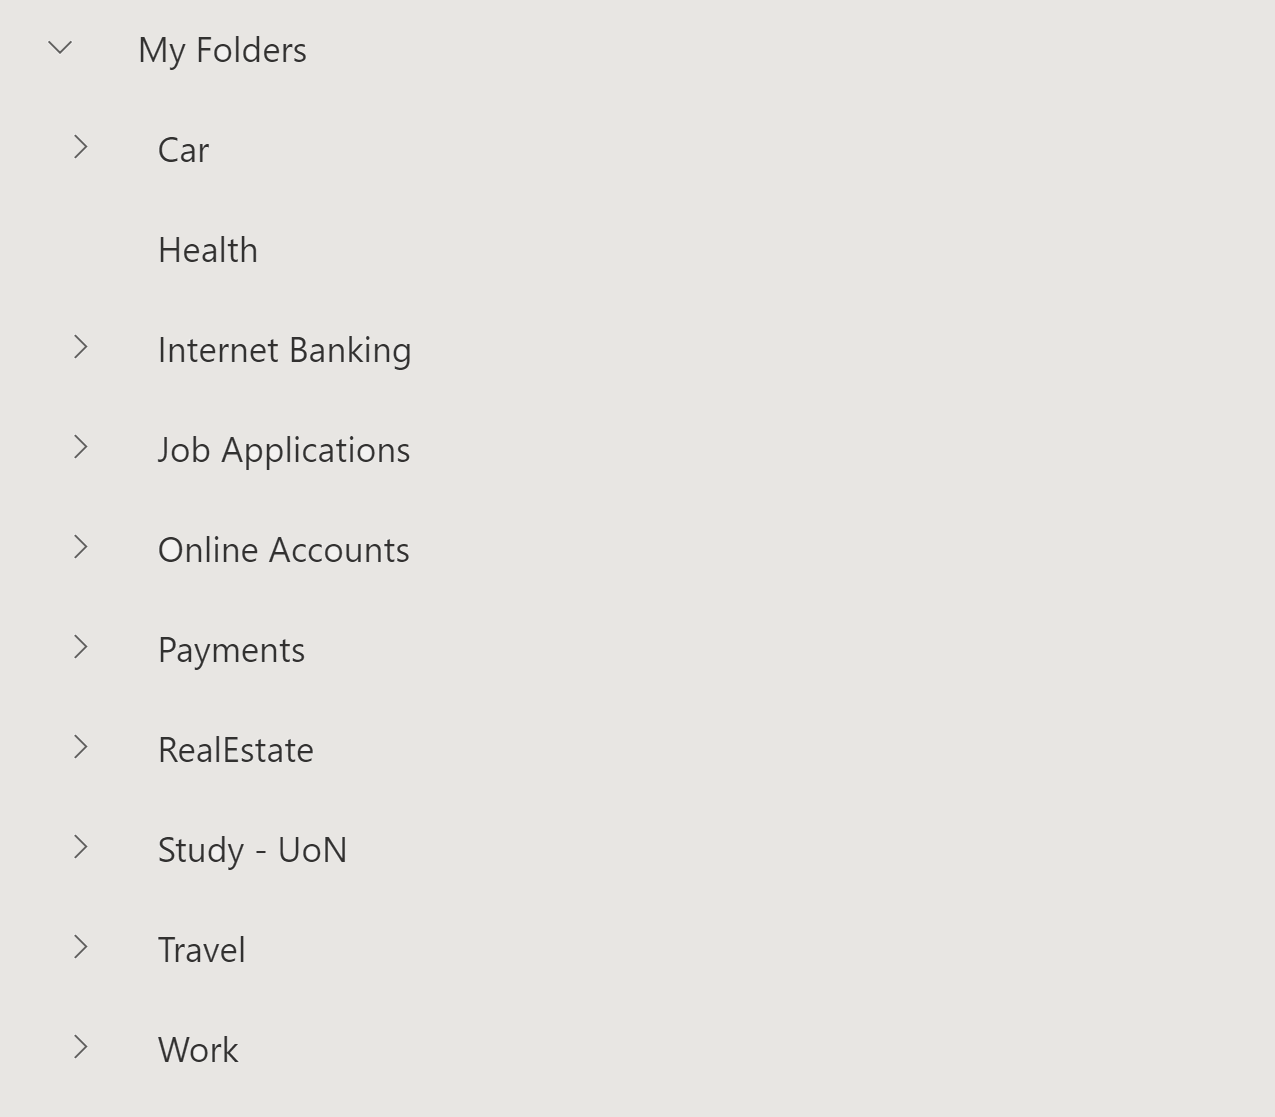 My Folders
Car
Health
Internet Banking
Job Applications
Online Accounts
Payments
RealEstate
Study - UoN
Travel
Work